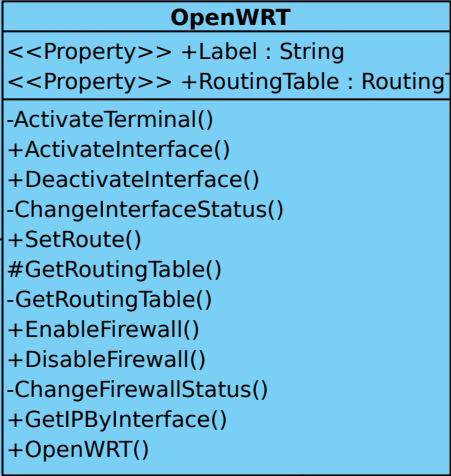 OpenWRT
<<Property>> +Label : String
<<Property>> +RoutingTable : Routing
-ActivateTerminal()
+ActivateInterface()
+DeactivateInterface()
-ChangeInterfaceStatus()
+SetRoute()
#GetRoutingTable()
-GetRoutingTable()
+EnableFirewall()
+DisableFirewall()
-ChangeFirewallStatus()
+GetIPByInterface()
+OpenWRT()